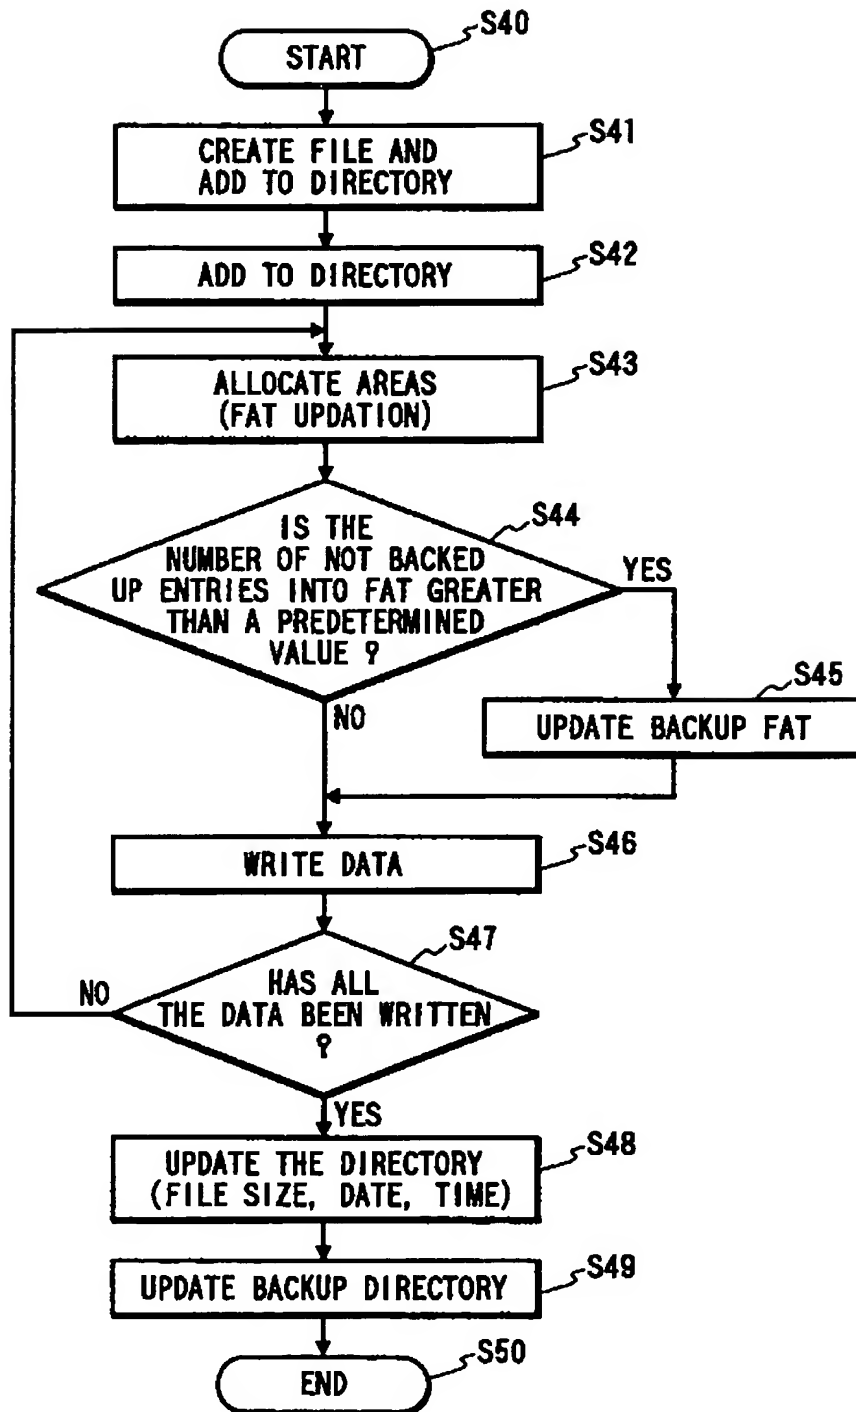 S40
START
S41
CREATE FILE AND
ADD TO DIRECTORY
S42
ADD TO DIRECTORY
S43
ALLOCATE AREAS
(FAT UPDATION)
S44
IS THE
NUMBER OF NOT BACKED
UP ENTRIES INTO FAT GREATER
THAN A PREDETERMINED
VALUE ?
YES
NO
S45
UPDATE BACKUP FAT
S46
WRITE DATA
S47
HAS ALL
THE DATA BEEN WRITTEN
?
NO
YES
S48
UPDATE THE DIRECTORY
(FILE SIZE, DATE, TIME)
S49
UPDATE BACKUP DIRECTORY
S50
END